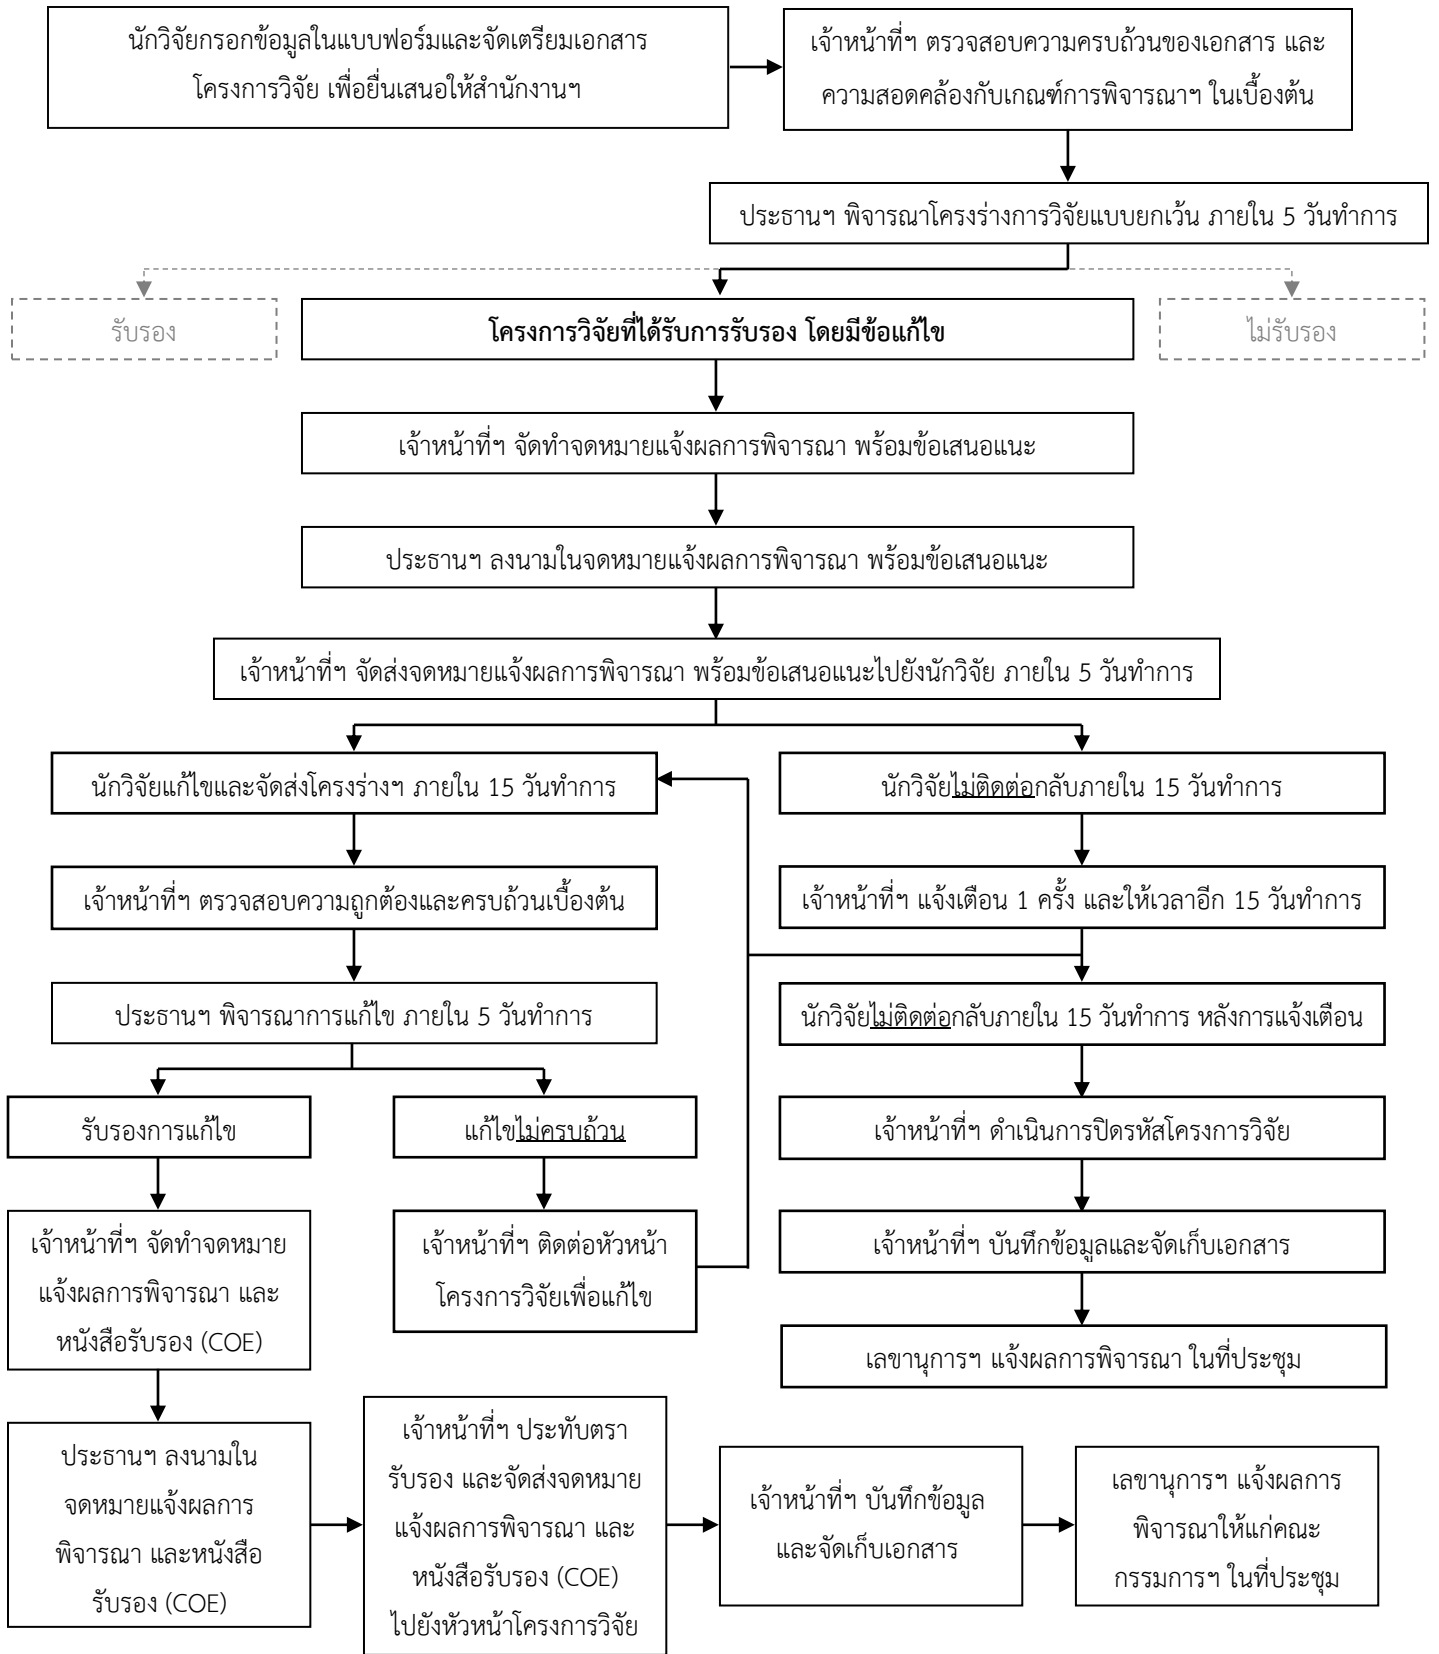 นักวิจัยกรอกข้อมูลในแบบฟอร์มและจัดเตรียมเอกสาร
โครงการวิจัย เพื่อยื่นเสนอให้สำนักงานฯ
เจ้าหน้าที่ฯ ตรวจสอบความครบถ้วนของเอกสาร และ
ความสอดคล้องกับเกณฑ์การพิจารณาฯ ในเบื้องต้น
ประธานฯ พิจารณาโครงร่างการวิจัยแบบยกเว้น ภายใน 5 วันทำการ
รับรอง
โครงการวิจัยที่ได้รับการรับรอง โดยมีข้อแก้ไข
ไม่รับรอง
เจ้าหน้าที่ฯ จัดทำจดหมายแจ้งผลการพิจารณา พร้อมข้อเสนอแนะ
ประธานฯ ลงนามในจดหมายแจ้งผลการพิจารณา พร้อมข้อเสนอแนะ
เจ้าหน้าที่ฯ จัดส่งจดหมายแจ้งผลการพิจารณา พร้อมข้อเสนอแนะไปยังนักวิจัย ภายใน 5 วันทำการ
นักวิจัยแก้ไขและจัดส่งโครงร่างฯ ภายใน 15 วันทำการ
นักวิจัยไม่ติดต่อกลับภายใน 15 วันทำการ
เจ้าหน้าที่ฯ ตรวจสอบความถูกต้องและครบถ้วนเบื้องต้น
เจ้าหน้าที่ฯ แจ้งเตือน 1 ครั้ง และให้เวลาอีก 15 วันทำการ
ประธานฯ พิจารณาการแก้ไข ภายใน 5 วันทำการ
นักวิจัยไม่ติดต่อกลับภายใน 15 วันทำการ หลังการแจ้งเตือน
รับรองการแก้ไข
แก้ไขไม่ครบถ้วน
เจ้าหน้าที่ฯ ดำเนินการปิดรหัสโครงการวิจัย
เจ้าหน้าที่ฯ จัดทำจดหมาย
แจ้งผลการพิจารณา และ
หนังสือรับรอง (COE)
เจ้าหน้าที่ฯ ติดต่อหัวหน้า
โครงการวิจัยเพื่อแก้ไข
เจ้าหน้าที่ฯ บันทึกข้อมูลและจัดเก็บเอกสาร
เลขานุการฯ แจ้งผลการพิจารณา ในที่ประชุม
ประธานฯ ลงนามใน
จดหมายแจ้งผลการ
พิจารณา และหนังสือ
รับรอง (COE)
เจ้าหน้าที่ฯ ประทับตรา
รับรอง และจัดส่งจดหมาย
แจ้งผลการพิจารณา และ
หนังสือรับรอง (COE)
ไปยังหัวหน้าโครงการวิจัย
เจ้าหน้าที่ฯ บันทึกข้อมูล
และจัดเก็บเอกสาร
เลขานุการฯ แจ้งผลการ
พิจารณาให้แก่คณะ
กรรมการฯ ในที่ประชุม